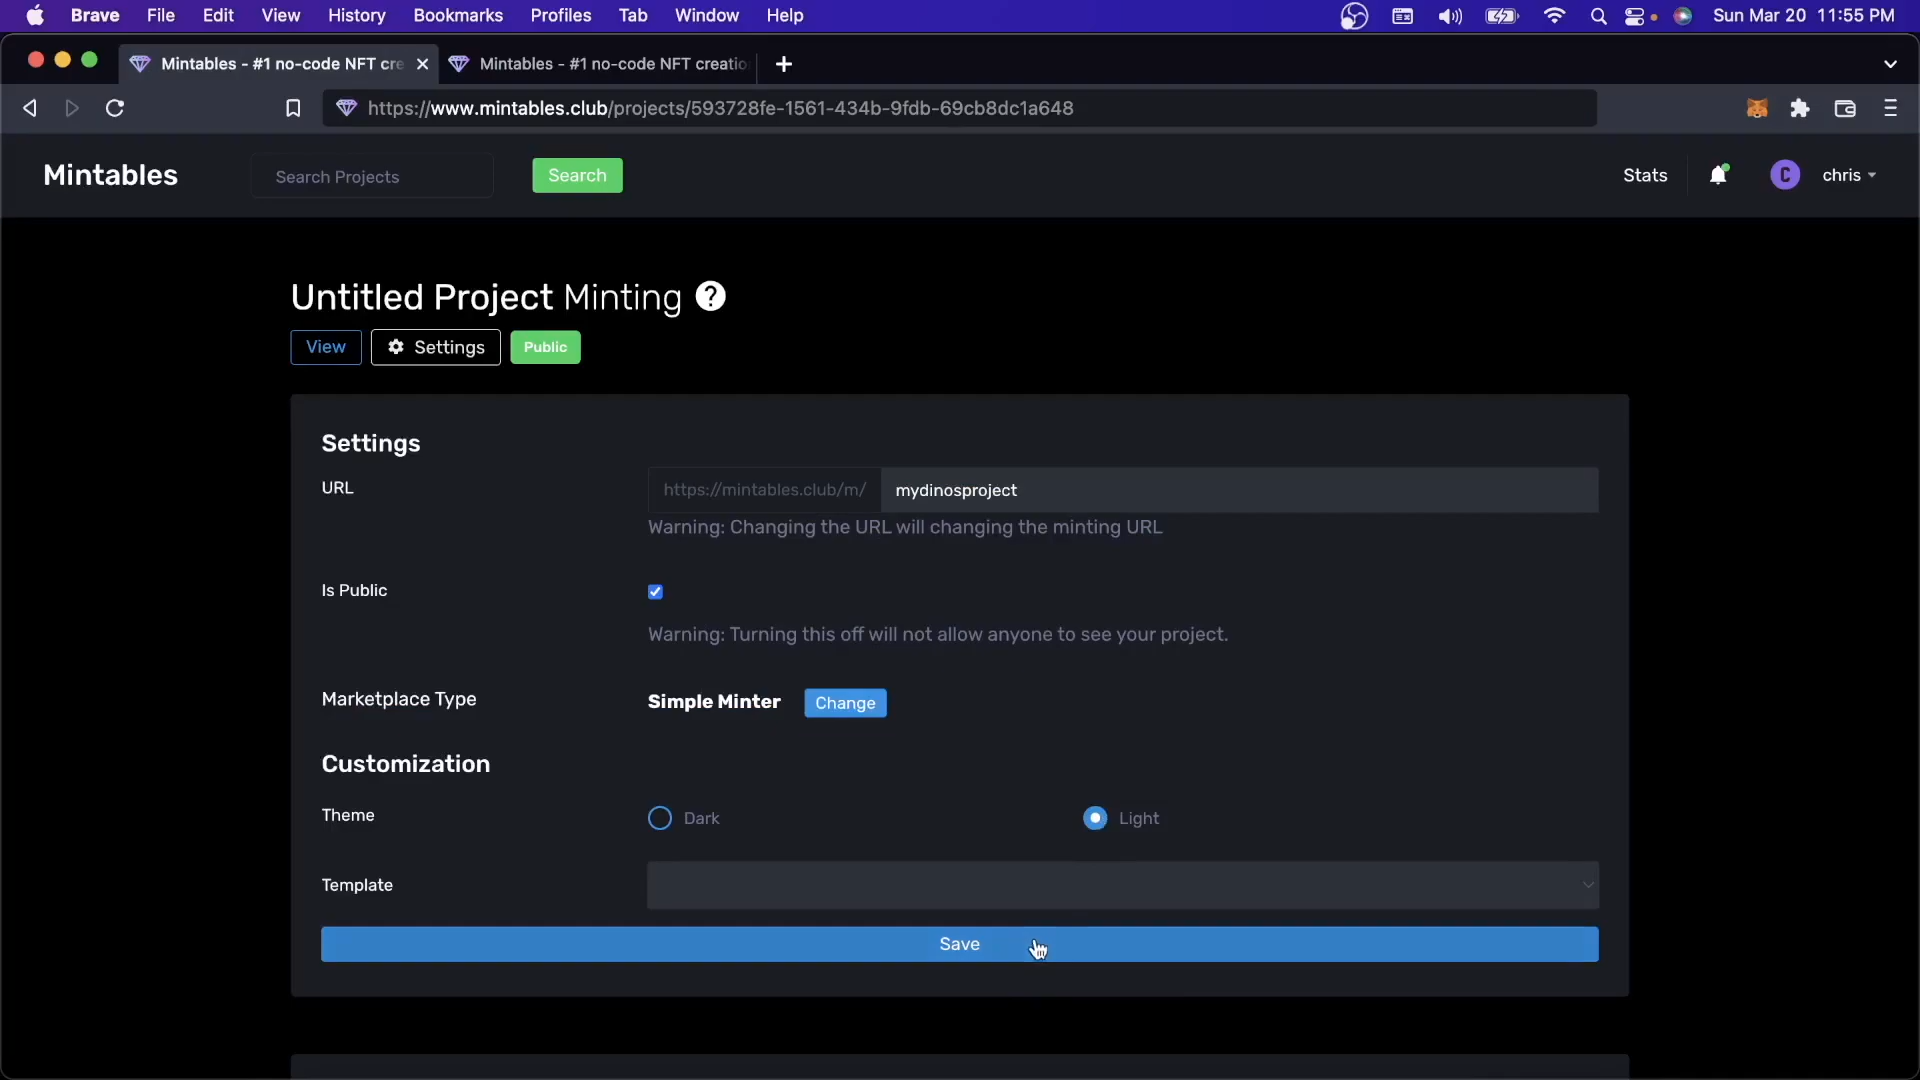 Brave File Edit View History Bookmarks Profiles Tab Window Help Sun Mar 20 11:55 PM
Mintables - #1 no-code NFT cre Mintables - #1 no-code NFT creatio
https://www.mintables.club/projects/593728fe-1561-434b-9fdb-69cb8dc1a648
Mintables Search Projects Search Stats C chris
Untitled Project Minting ?
View Settings Public
Settings
URL https://mintables.club/m/ mydinosproject
Warning: Changing the URL will changing the minting URL
Is Public
Warning: Turning this off will not allow anyone to see your project.
Marketplace Type Simple Minter Change
Customization
Theme Dark Light
Template
Save